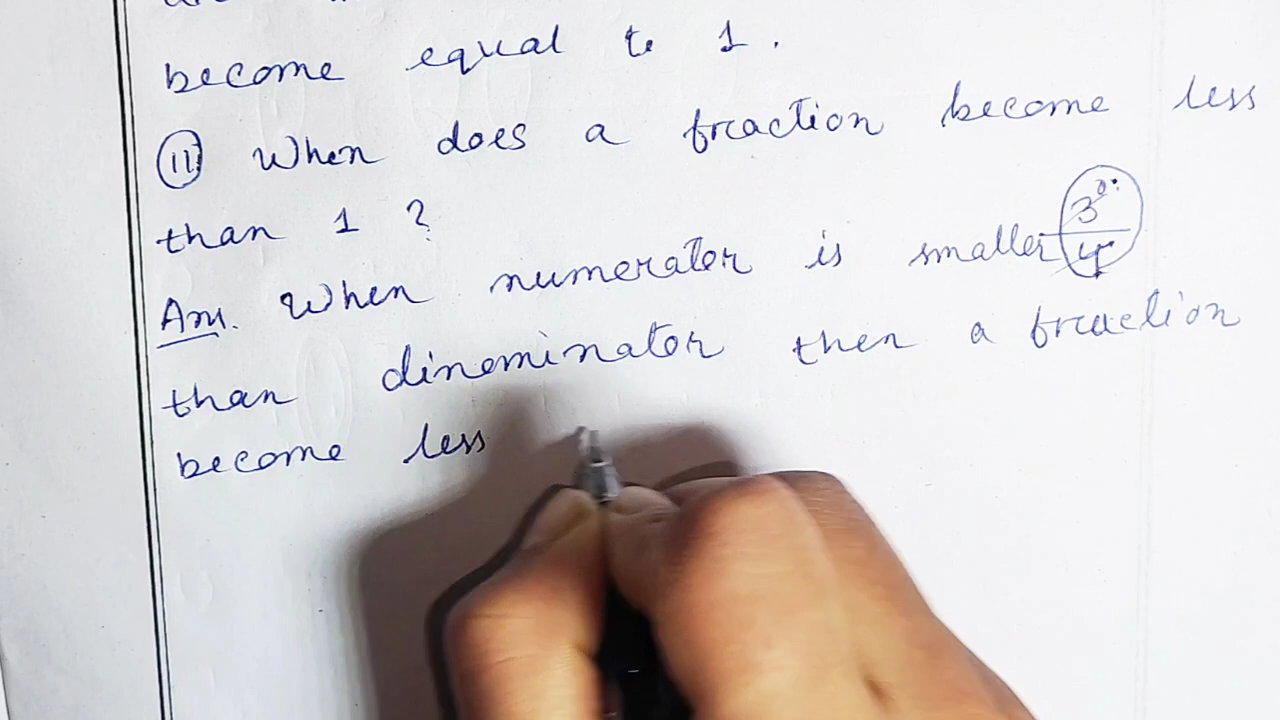 become equal to 1.
(11) When does a fraction become less
than 1 ?
Ans. When numerator is smaller 3/4
than dinominator then a fraction
become less